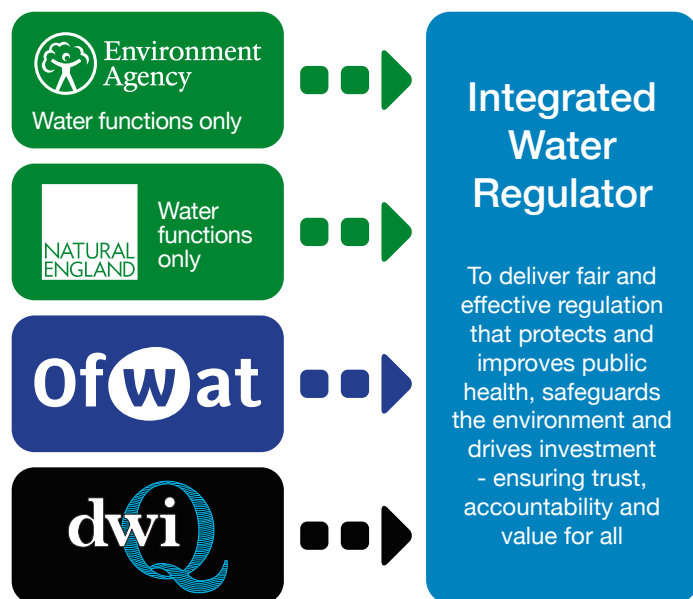 Environment
Agency
Water functions only
NATURAL
ENGLAND
Water
functions
only
Ofwat
dwi
Q
Integrated
Water
Regulator
To deliver fair and
effective regulation
that protects and
improves public
health, safeguards
the environment and
drives investment
- ensuring trust,
accountability and
value for all